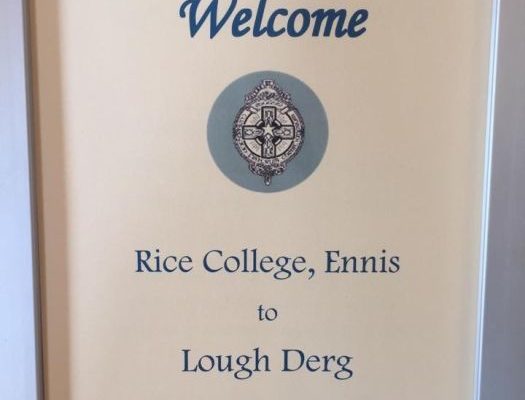 Welcome
Rice College, Ennis
to
Lough Derg